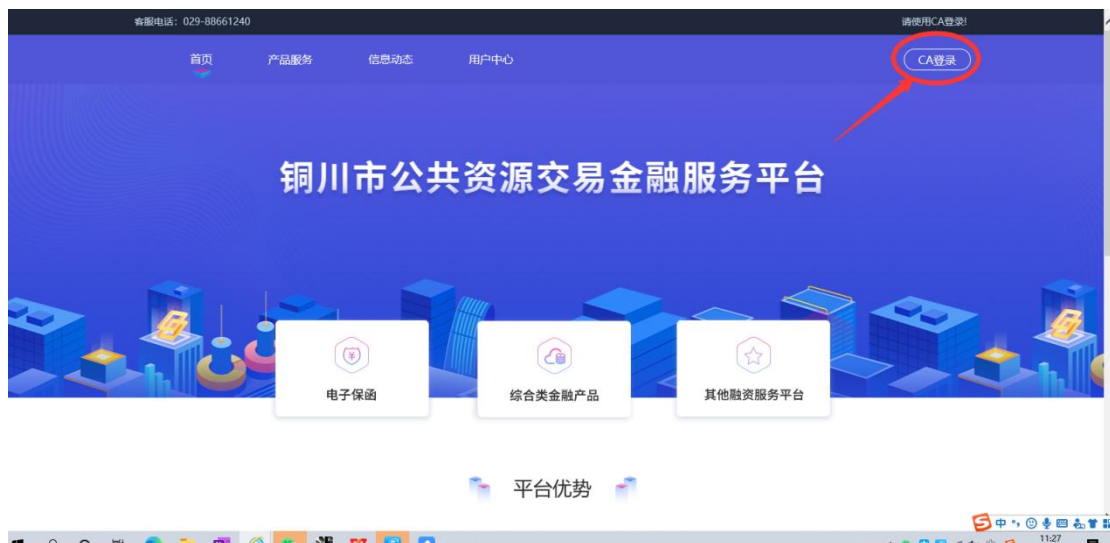 客服电话：029-88661240
请使用CA登录!
首页 产品服务 信息动态 用户中心 CA登录
铜川市公共资源交易金融服务平台
电子保函 综合类金融产品 其他融资服务平台
平台优势
中
11:27